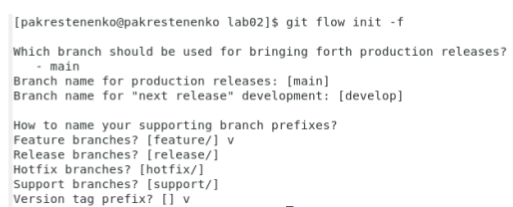 [pakrestenenko@pakrestenenko lab02]$ git flow init -f
Which branch should be used for bringing forth production releases?
- main
Branch name for production releases: [main]
Branch name for "next release" development: [develop]
How to name your supporting branch prefixes?
Feature branches? [feature/] v
Release branches? [release/]
Hotfix branches? [hotfix/]
Support branches? [support/]
Version tag prefix? [] v